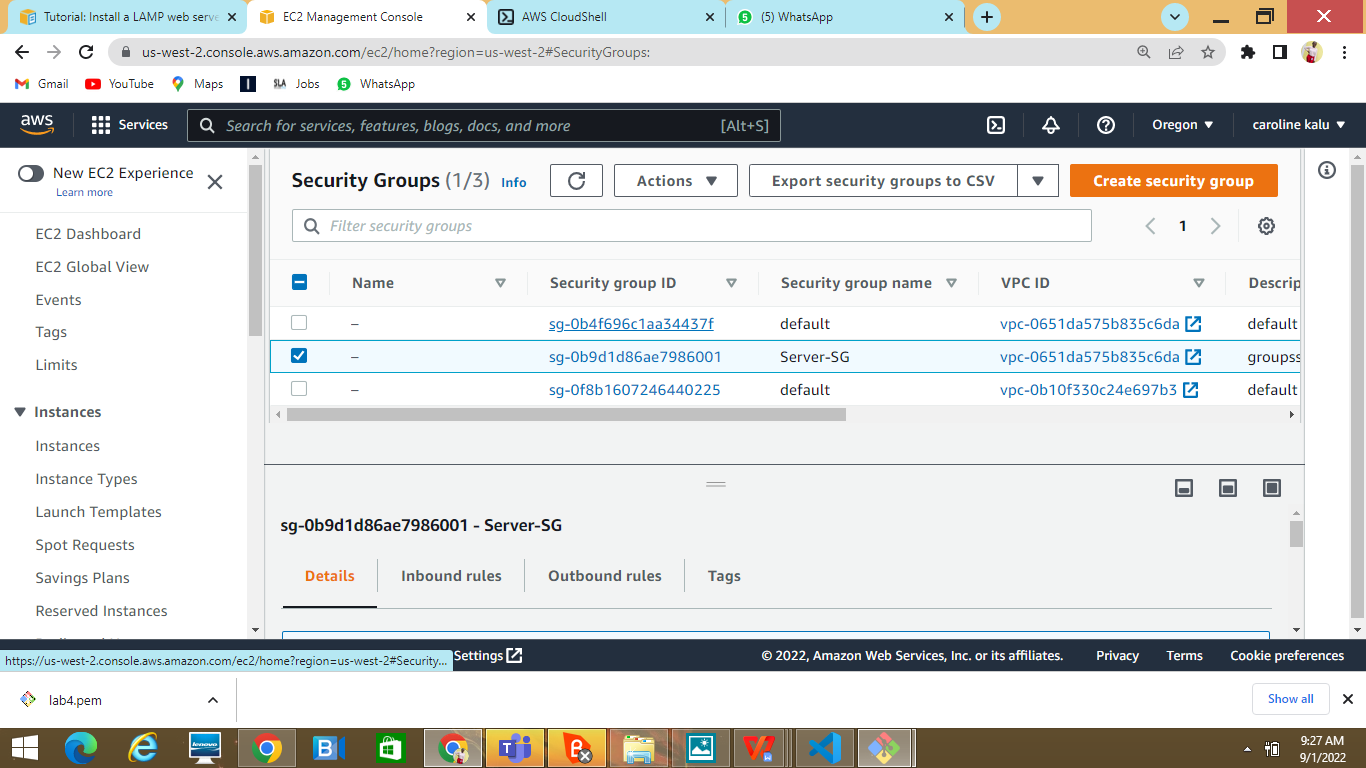 Tutorial: Install a LAMP web serve
EC2 Management Console
AWS CloudShell
(5) WhatsApp
us-west-2.console.aws.amazon.com/ec2/home?region=us-west-2#SecurityGroups:
Gmail
YouTube
Maps
SLA
Jobs
5
WhatsApp
aws
Services
Search for services, features, blogs, docs, and more
[Alt+S]
Oregon
caroline kalu
New EC2 Experience
Learn more
EC2 Dashboard
EC2 Global View
Events
Tags
Limits
Instances
Instances
Instance Types
Launch Templates
Spot Requests
Savings Plans
Reserved Instances
Security Groups (1/3) Info
Actions
Export security groups to CSV
Create security group
Filter security groups
1
Name
Security group ID
Security group name
VPC ID
Descrip
– sg-0b4f696c1aa34437f default vpc-0651da575b835c6da default
– sg-0b9d1d86ae7986001 Server-SG vpc-0651da575b835c6da groupss
– sg-0f8b1607246440225 default vpc-0b10f330c24e697b3 default
sg-0b9d1d86ae7986001 - Server-SG
Details
Inbound rules
Outbound rules
Tags
https://us-west-2.console.aws.amazon.com/ec2/home?region=us-west-2#Security...
Settings
© 2022, Amazon Web Services, Inc. or its affiliates.
Privacy
Terms
Cookie preferences
lab4.pem
Show all
lenovo
9:27 AM
9/1/2022